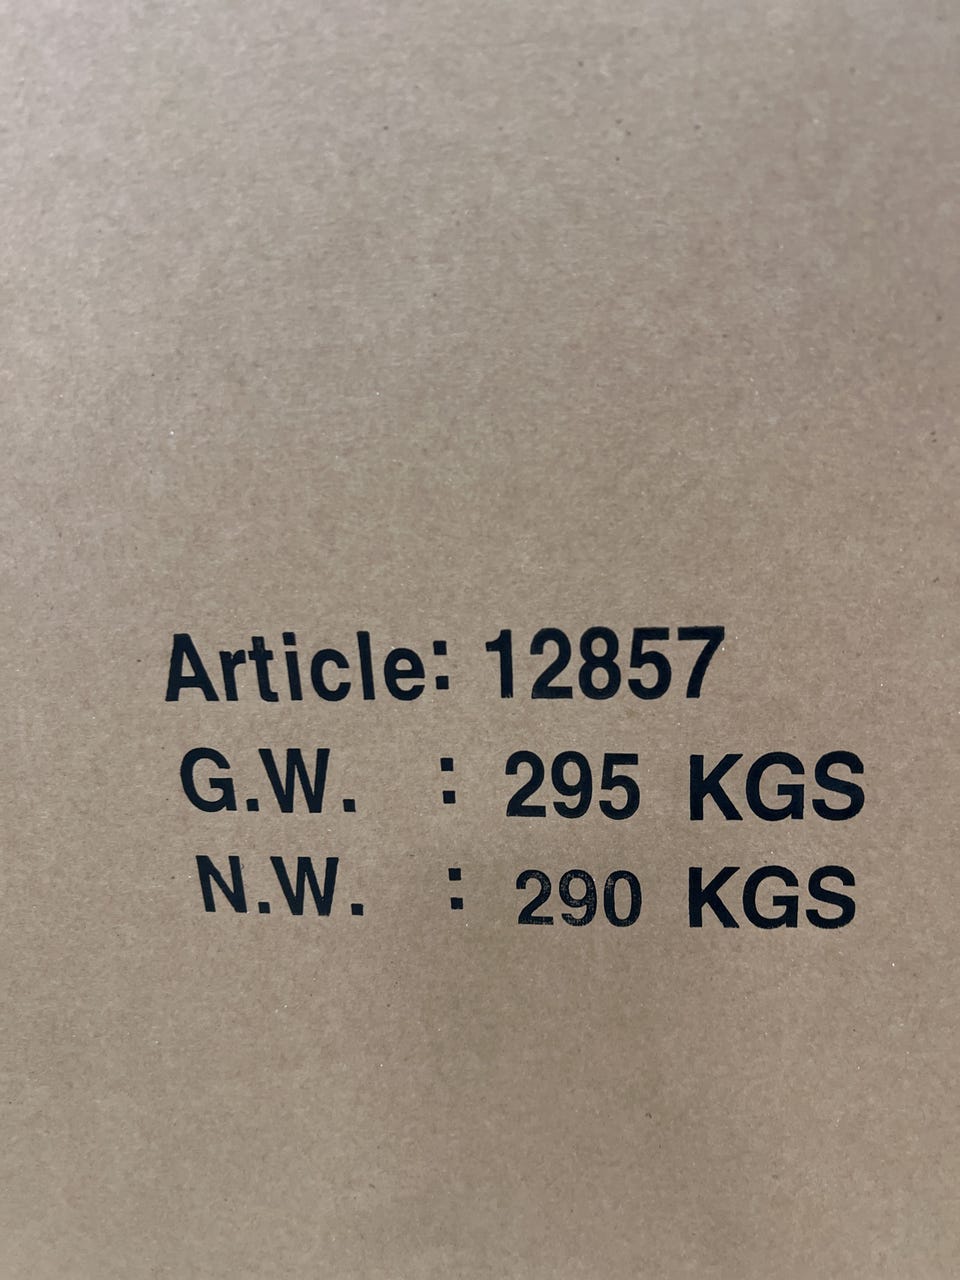 Article: 12857
G.W. : 295 KGS
N.W. : 290 KGS